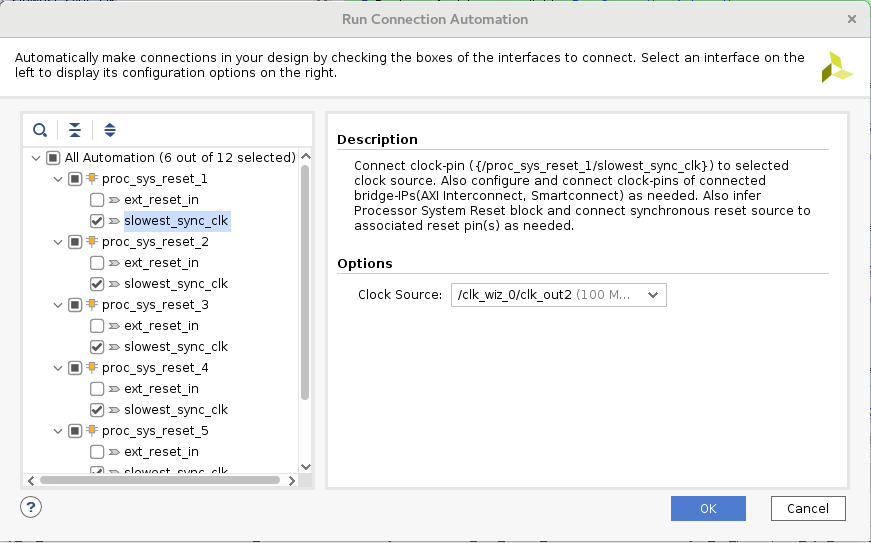 Run Connection Automation
Automatically make connections in your design by checking the boxes of the interfaces to connect. Select an interface on the
left to display its configuration options on the right.
All Automation (6 out of 12 selected)
proc_sys_reset_1
ext_reset_in
slowest_sync_clk
proc_sys_reset_2
ext_reset_in
slowest_sync_clk
proc_sys_reset_3
ext_reset_in
slowest_sync_clk
proc_sys_reset_4
ext_reset_in
slowest_sync_clk
proc_sys_reset_5
ext_reset_in
slowest_sync_clk
Description
Connect clock-pin ({/proc_sys_reset_1/slowest_sync_clk}) to selected
clock source. Also configure and connect clock-pins of connected
bridge-IPs(AXI Interconnect, Smartconnect) as needed. Also infer
Processor System Reset block and connect synchronous reset source to
associated reset pin(s) as needed.
Options
Clock Source: /clk_wiz_0/clk_out2 (100 M...
?
OK
Cancel